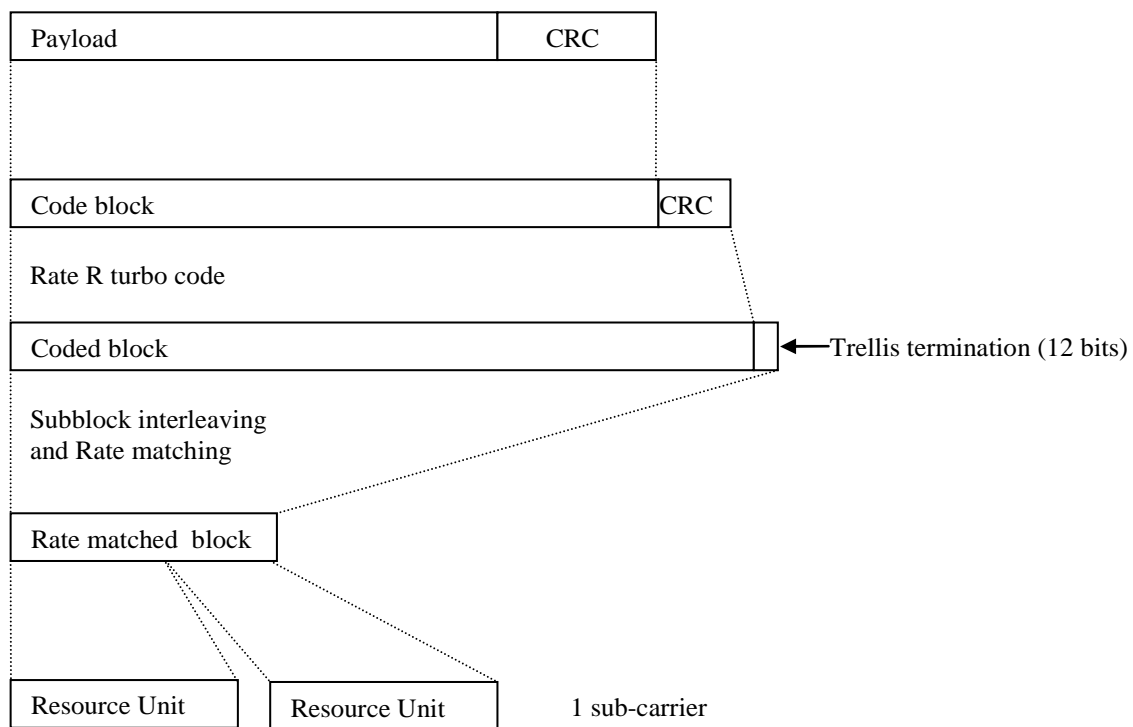 Payload CRC
Code block CRC
Rate R turbo code
Coded block
Trellis termination (12 bits)
Subblock interleaving
and Rate matching
Rate matched block
Resource Unit Resource Unit 1 sub-carrier